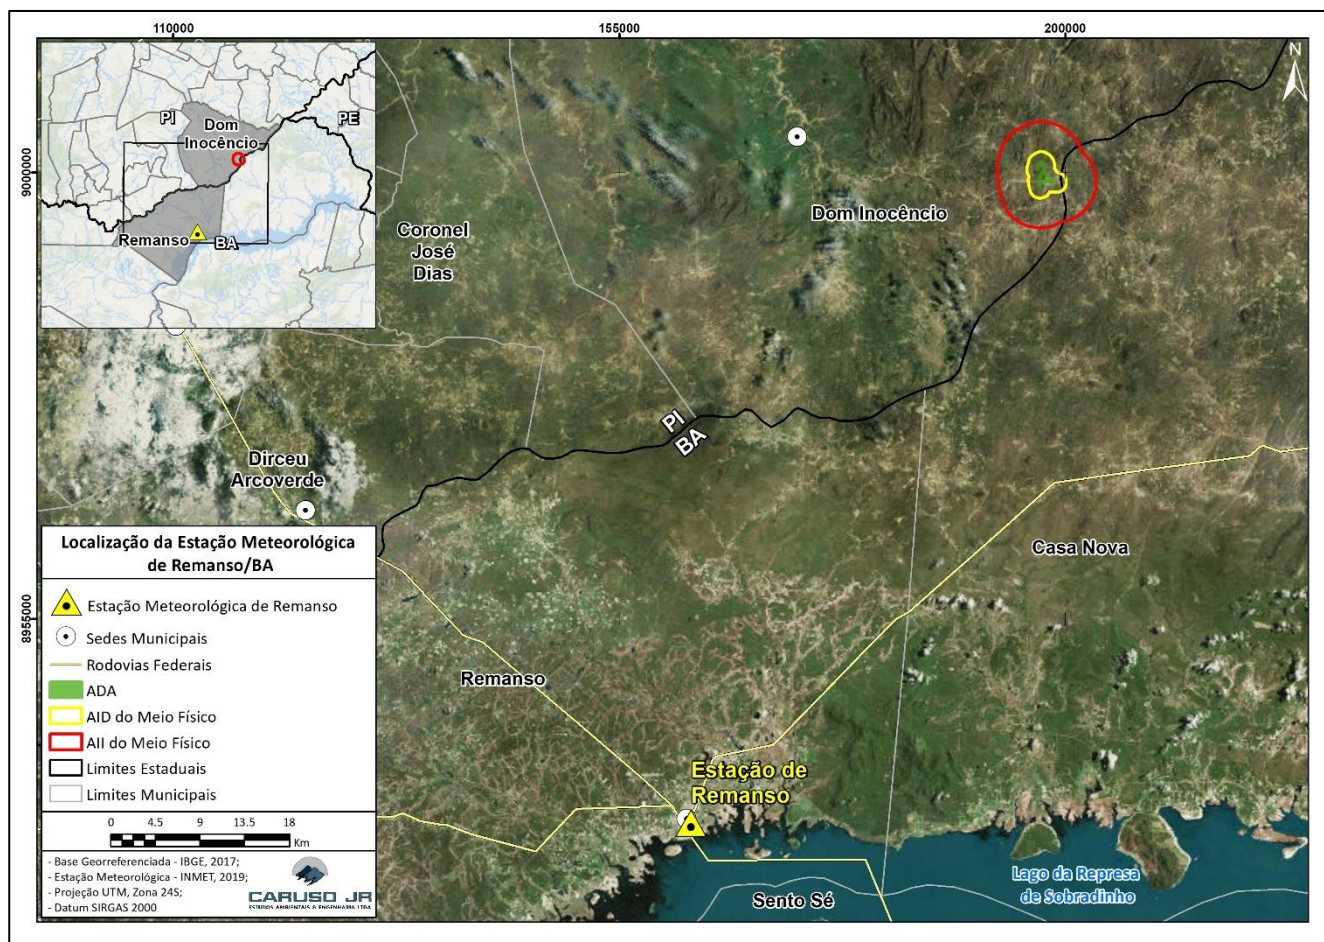 110000
155000
200000
N
PI
PE
Dom
Inocêncio
Remanso
BA
9000000
8955000
Dom Inocêncio
Coronel
José
Dias
PI
BA
Dirceu
Arcoverde
Casa Nova
Remanso
Estação de
Remanso
Lago da Represa
de Sobradinho
Sento Sé
Localização da Estação Meteorológica
de Remanso/BA
Estação Meteorológica de Remanso
Sedes Municipais
Rodovias Federais
ADA
AID do Meio Físico
AII do Meio Físico
Limites Estaduais
Limites Municipais
0 4.5 9 13.5 18
Km
- Base Georreferenciada - IBGE, 2017;
- Estação Meteorológica - INMET, 2019;
- Projeção UTM, Zona 24S;
- Datum SIRGAS 2000
CARUSO JR
ESTUDOS AMBIENTAIS & ENGENHARIA LTDA